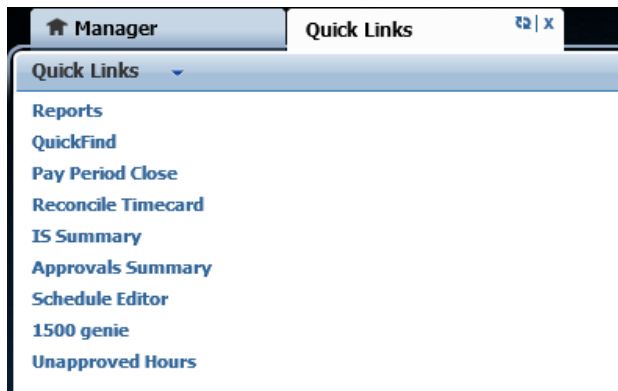 Manager
Quick Links
x
Quick Links
Reports
QuickFind
Pay Period Close
Reconcile Timecard
IS Summary
Approvals Summary
Schedule Editor
1500 genie
Unapproved Hours